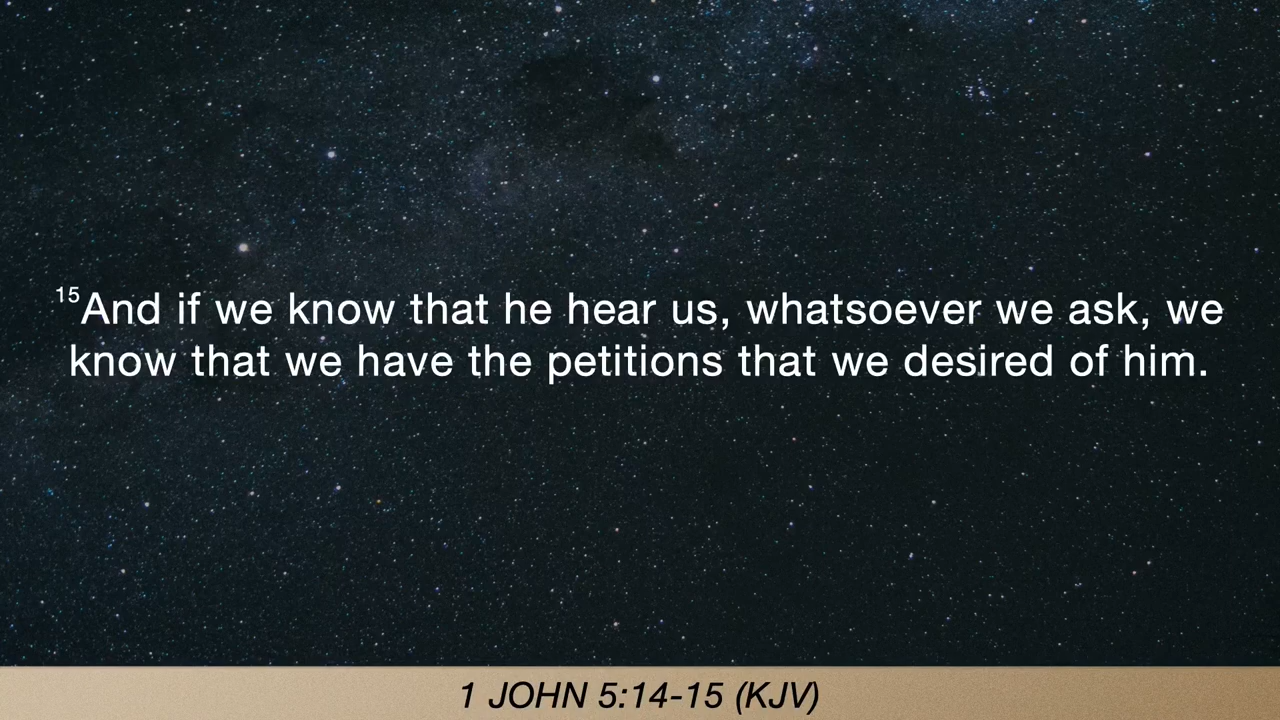 15And if we know that he hear us, whatsoever we ask, we
know that we have the petitions that we desired of him.
1 JOHN 5:14-15 (KJV)